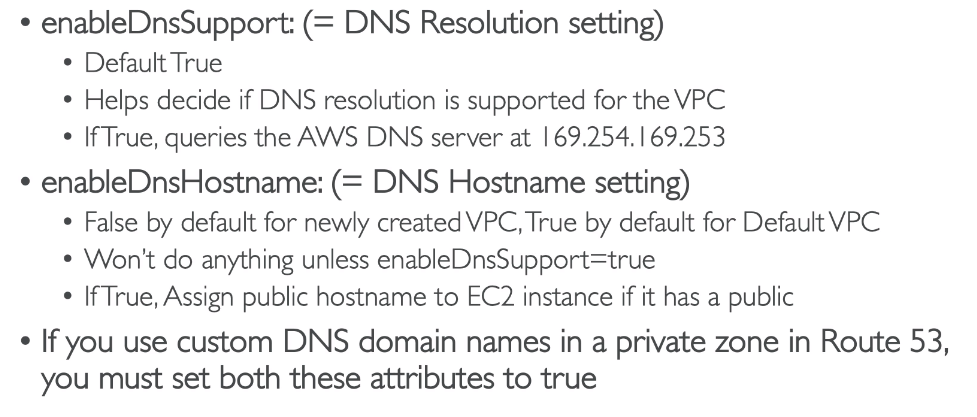 • enableDnsSupport: (= DNS Resolution setting)
• Default True
• Helps decide if DNS resolution is supported for the VPC
• If True, queries the AWS DNS server at 169.254.169.253
• enableDnsHostname: (= DNS Hostname setting)
• False by default for newly created VPC, True by default for Default VPC
• Won't do anything unless enableDnsSupport=true
• If True, Assign public hostname to EC2 instance if it has a public
• If you use custom DNS domain names in a private zone in Route 53,
you must set both these attributes to true